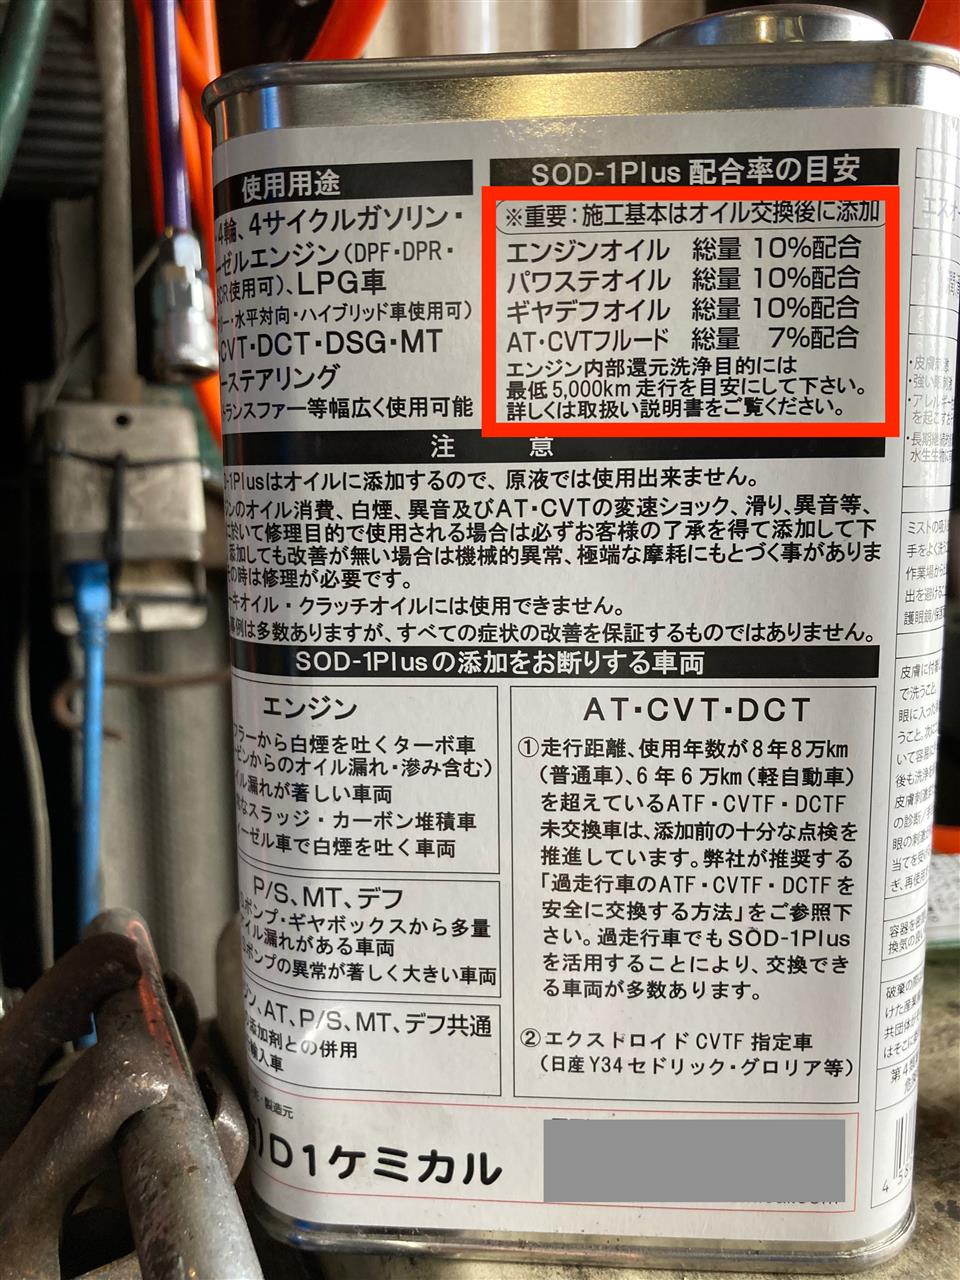 使用用途
4輪、4サイクルガソリン・
ーゼルエンジン(DPF・DPR・
使用可)、LPG車
・水平対向・ハイブリッド車使用可)
CVT・DCT・DSG・MT
ーステアリング
トランスファー等幅広く使用可能
SOD-1Plus 配合率の目安
※重要:施工基本はオイル交換後に添加
エンジンオイル 総量 10%配合
パワステオイル 総量 10%配合
ギヤデフオイル 総量 10%配合
AT・CVTフルード 総量 7%配合
エンジン内部還元洗浄目的には
最低5,000km走行を目安にして下さい。
詳しくは取扱い説明書をご覧ください。
注 意
-1Plusはオイルに添加するので、原液では使用出来ません。
ンのオイル消費、白煙、異音及びAT・CVTの変速ショック、滑り、異音等、
於いて修理目的で使用される場合は必ずお客様の了承を得て添加して下
添加しても改善が無い場合は機械的異常、極端な摩耗にもとづく事がありま
の時は修理が必要です。
ーキオイル・クラッチオイルには使用できません。
事例は多数ありますが、すべての症状の改善を保証するものではありません。
SOD-1Plusの添加をお断りする車両
エンジン
フラーから白煙を吐くターボ車
ビンからのオイル漏れ・滲み含む)
イル漏れが著しい車両
なスラッジ・カーボン堆積車
ィーゼル車で白煙を吐く車両
P/S、MT、デフ
ポンプ・ギヤボックスから多量
イル漏れがある車両
ポンプの異常が著しく大きい車両
ン、AT、P/S、MT、デフ共通
添加剤との併用
輸入車
AT・CVT・DCT
①走行距離、使用年数が8年8万km
(普通車)、6年6万km(軽自動車)
を超えているATF・CVTF・DCTF
未交換車は、添加前の十分な点検を
推進しています。弊社が推奨する
「過走行車のATF・CVTF・DCTFを
安全に交換する方法」をご参照下
さい。過走行車でもSOD-1Plus
を活用することにより、交換でき
る車両が多数あります。
②エクストロイドCVTF 指定車
(日産Y34セドリック・グロリア等)
製造元
D1ケミカル